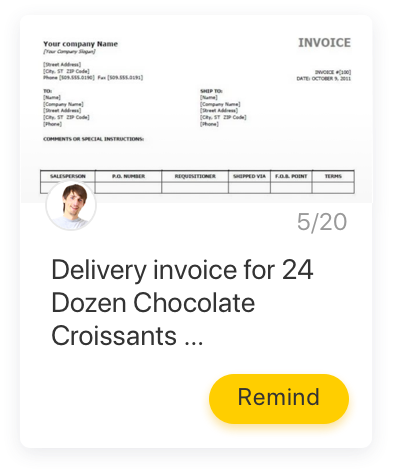 Your company Name
[Your Company Slogan]
INVOICE
[Street Address]
[City, ST ZIP Code]
Phone [509.555.0191] Fax [509.555.0191]
INVOICE #[100]
DATE: OCTOBER 9, 2011
TO:
[Name]
[Company Name]
[Street Address]
[City, ST ZIP Code]
[Phone]
SHIP TO:
[Name]
[Company Name]
[Street Address]
[City, ST ZIP Code]
[Phone]
COMMENTS OR SPECIAL INSTRUCTIONS:
SALESPERSON P.O. NUMBER REQUISITIONER SHIPPED VIA F.O.B. POINT TERMS
5/20
Delivery invoice for 24
Dozen Chocolate
Croissants ...
Remind